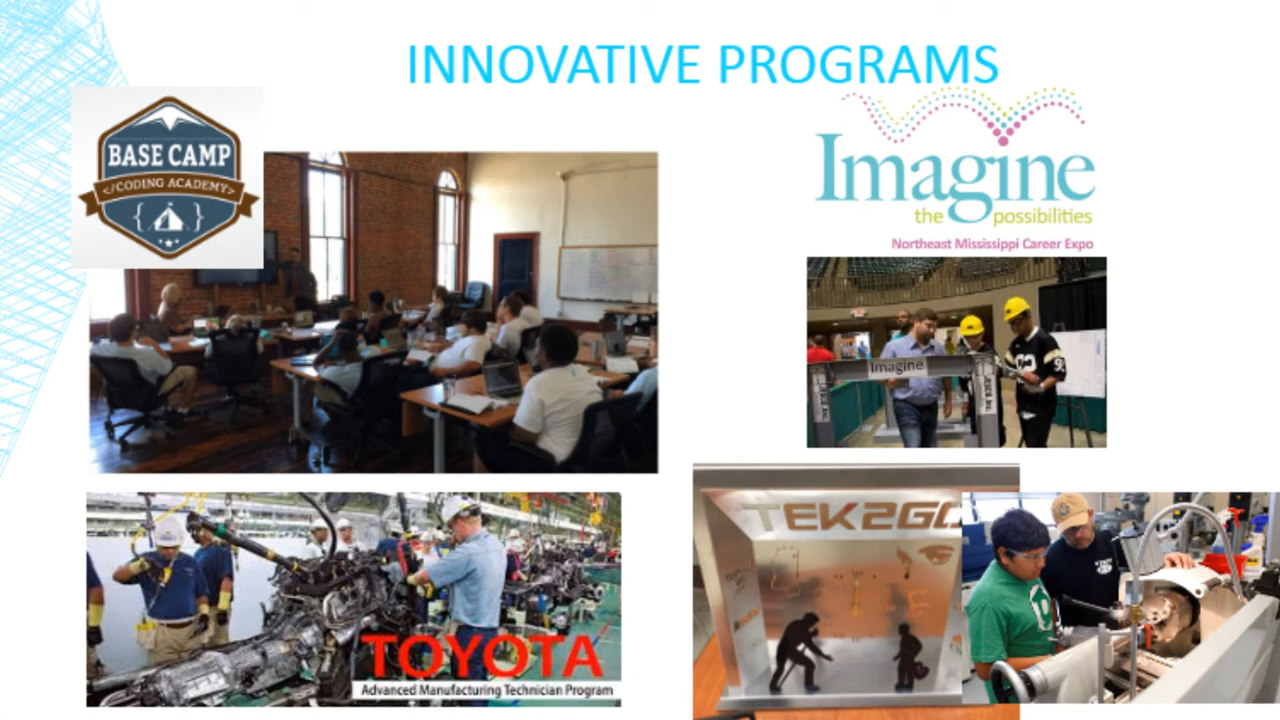 INNOVATIVE PROGRAMS
BASE CAMP
</CODING ACADEMY>
{ }
Imagine
the possibilities
Northeast Mississippi Career Expo
Imagine
92
TEK2GO
TOYOTA
Advanced Manufacturing Technician Program